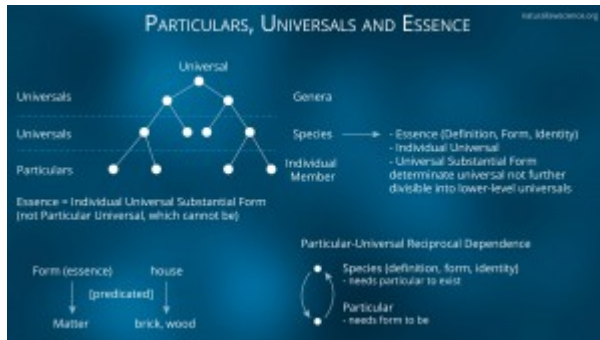 naturallawscience.org
PARTICULARS, UNIVERSALS AND ESSENCE
Universal
Universals
Genera
Universals
Species
- Essence (Definition, Form, Identity)
- Individual Universal
- Universal Substantial Form
determinate universal not further
divisible into lower-level universals
Particulars
Individual
Member
Essence = Individual Universal Substantial Form
(not Particular Universal, which cannot be)
Particular-Universal Reciprocal Dependence
Form (essence)
house
[predicated]
Matter
brick, wood
Species (definition, form, identity)
- needs particular to exist
Particular
- needs form to be